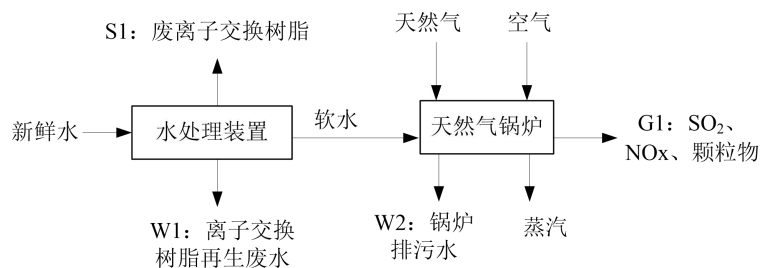 S1：废离子交换树脂
天然气
空气
新鲜水
水处理装置
软水
天然气锅炉
G1：SO₂、
NOx、颗粒物
W1：离子交换
树脂再生废水
W2：锅炉
排污水
蒸汽